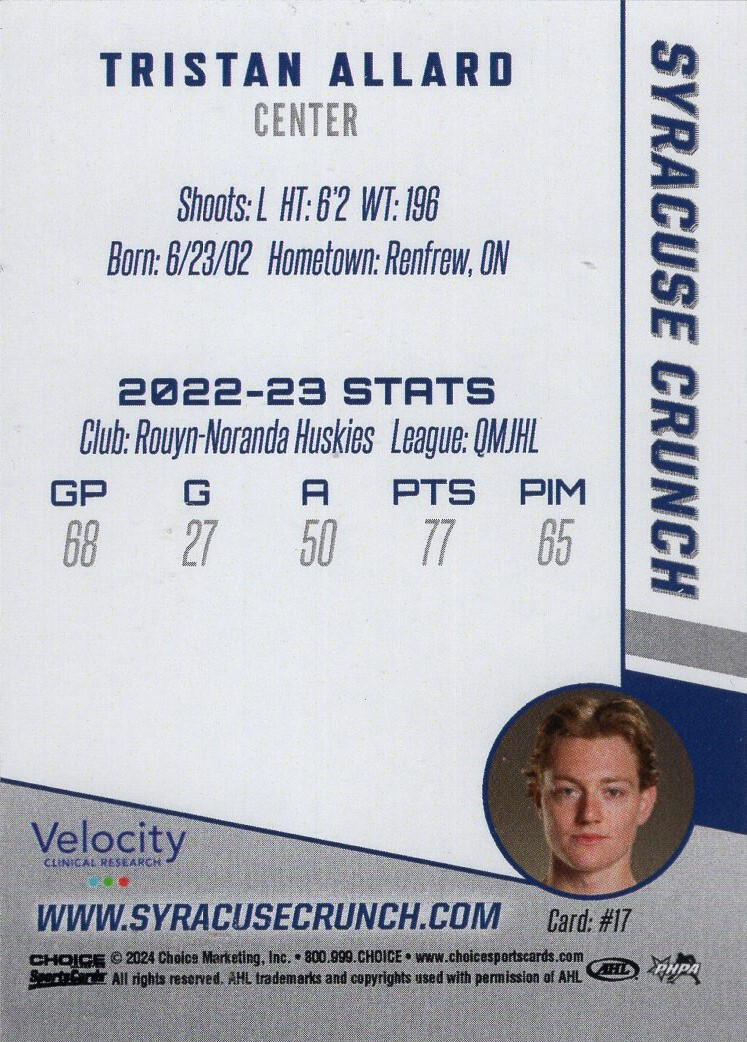 TRISTAN ALLARD
CENTER
Shoots: L HT: 6'2 WT: 196
Born: 6/23/02 Hometown: Renfrew, ON
2022-23 STATS
Club: Rouyn-Noranda Huskies League: QMJHL
GP G A PTS PIM
68 27 50 77 65
SYRACUSE CRUNCH
Velocity
CLINICAL RESEARCH
WWW.SYRACUSECRUNCH.COM Card: #17
CHOICE © 2024 Choice Marketing, Inc. • 800.999.CHOICE • www.choicesportscards.com
SportsCards All rights reserved. AHL trademarks and copyrights used with permission of AHL AHL PHPA